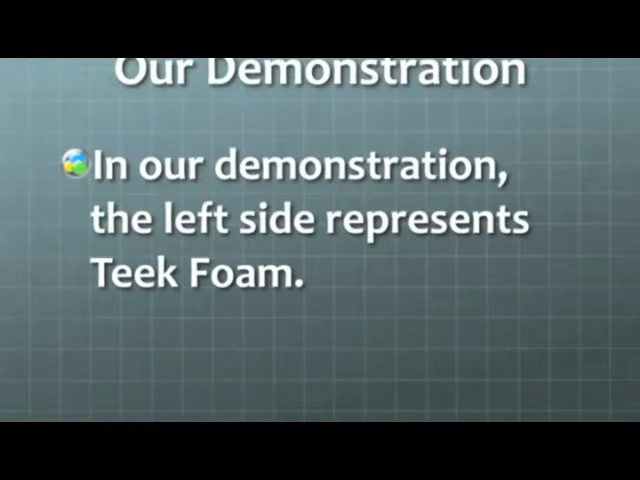 Our Demonstration
In our demonstration,
the left side represents
Teek Foam.